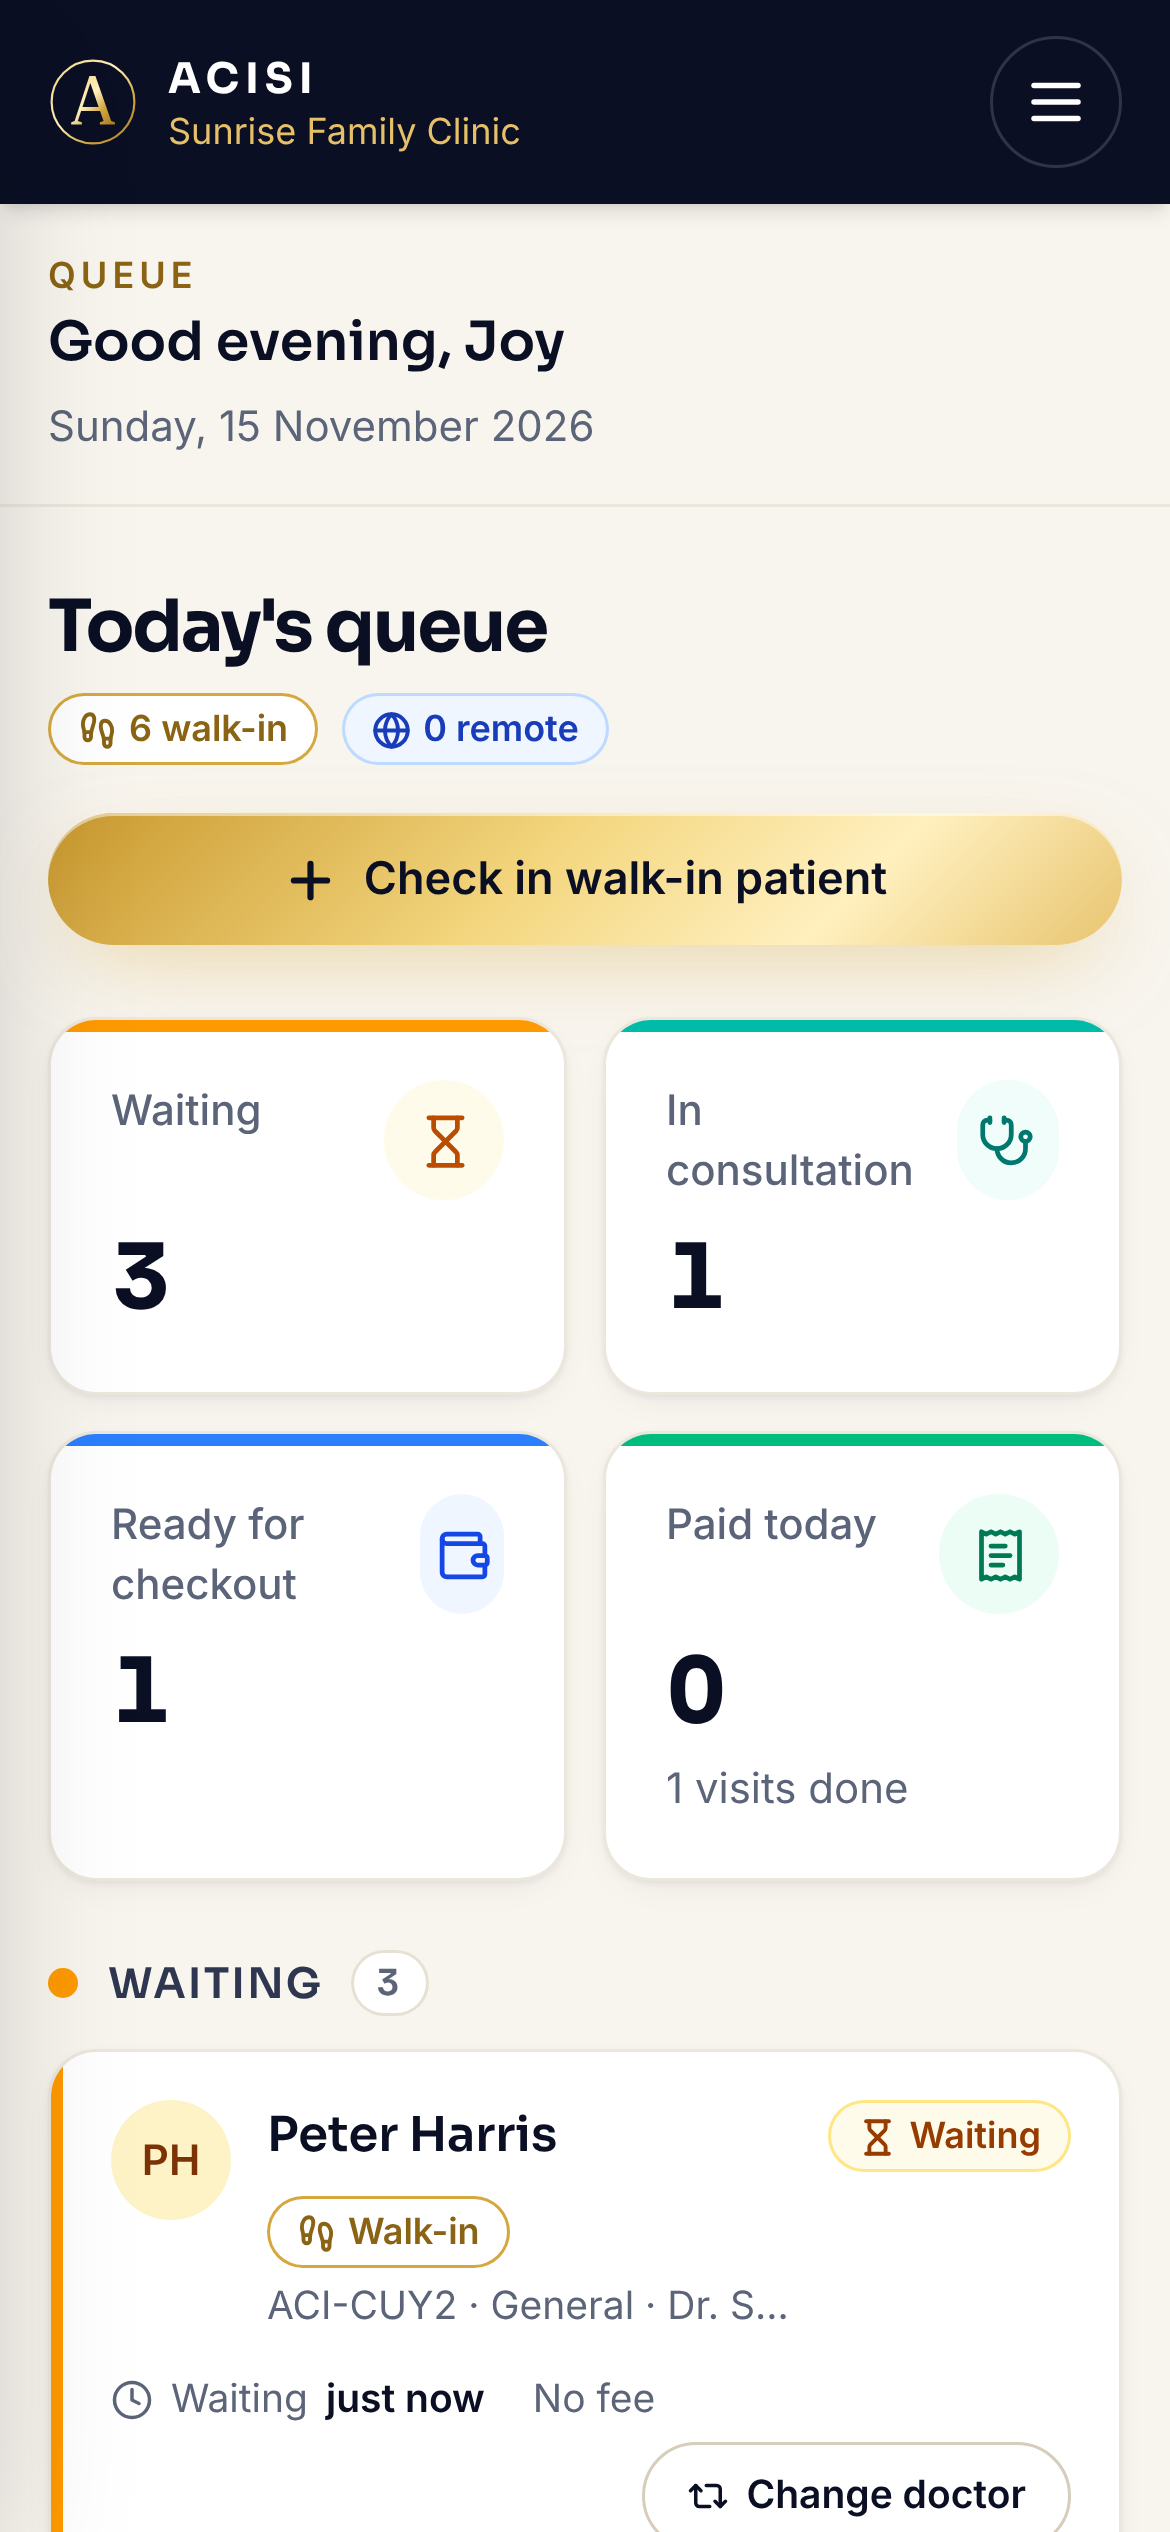 A
ACISI
Sunrise Family Clinic
QUEUE
Good evening, Joy
Sunday, 15 November 2026
Today's queue
6 walk-in
0 remote
Check in walk-in patient
Waiting
3
In
consultation
1
Ready for
checkout
1
Paid today
0
1 visits done
WAITING 3
PH
Peter Harris
Waiting
Walk-in
ACI-CUY2 · General · Dr. S...
Waiting just now No fee
Change doctor